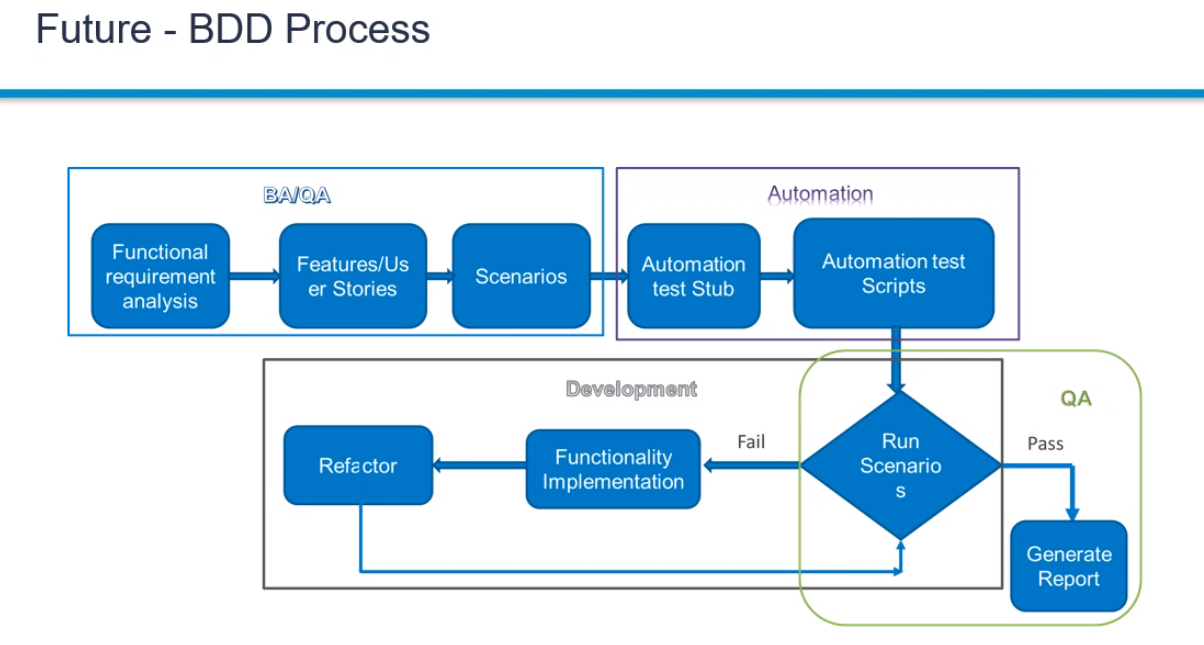 Future - BDD Process
BA/QA
Automation
Functional
requirement
analysis
Features/Us
er Stories
Scenarios
Automation
test Stub
Automation test
Scripts
Development
QA
Refactor
Functionality
Implementation
Fail
Run
Scenario
s
Pass
Generate
Report